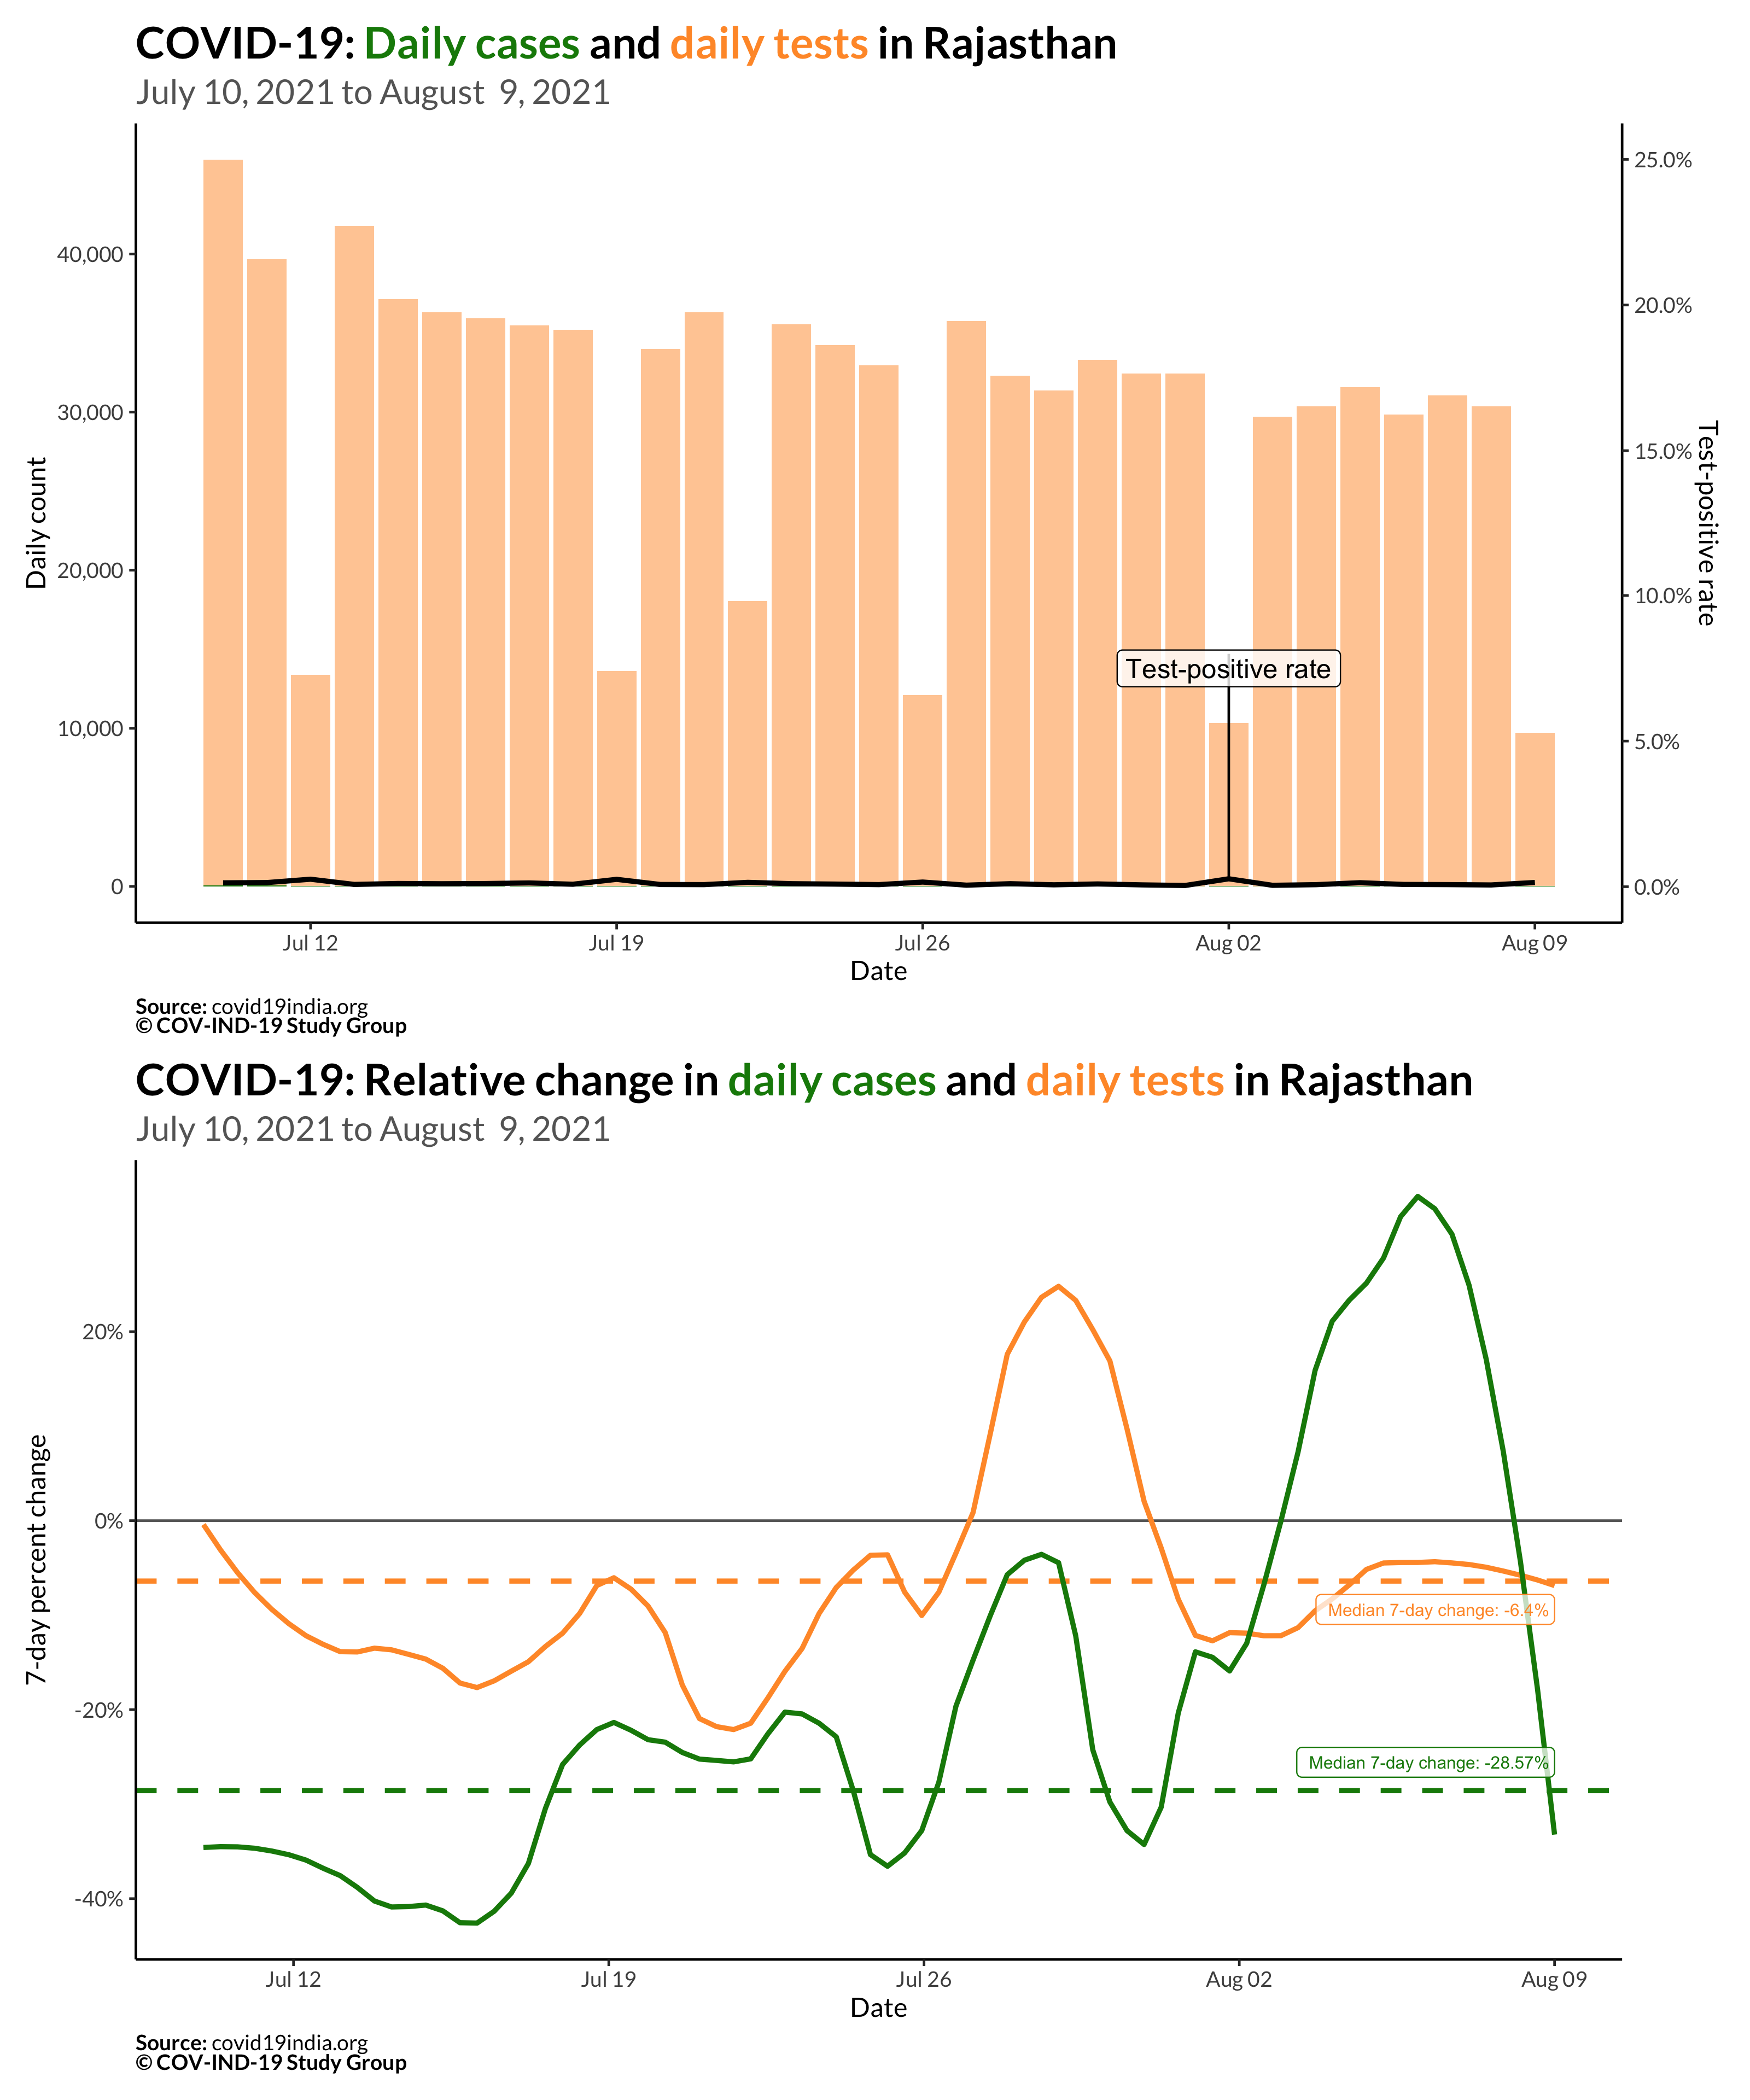 COVID-19: Daily cases and daily tests in Rajasthan
July 10, 2021 to August  9, 2021
25.0%
40,000
20.0%
30,000
15.0%
Daily count
Test-positive rate
20,000
10.0%
Test-positive rate
10,000
5.0%
0
0.0%
Jul 12
Jul 19
Jul 26
Aug 02
Aug 09
Date
Source: covid19india.org
© COV-IND-19 Study Group
COVID-19: Relative change in daily cases and daily tests in Rajasthan
July 10, 2021 to August  9, 2021
20%
0%
7-day percent change
Median 7-day change: -6.4%
-20%
Median 7-day change: -28.57%
-40%
Jul 12
Jul 19
Jul 26
Aug 02
Aug 09
Date
Source: covid19india.org
© COV-IND-19 Study Group